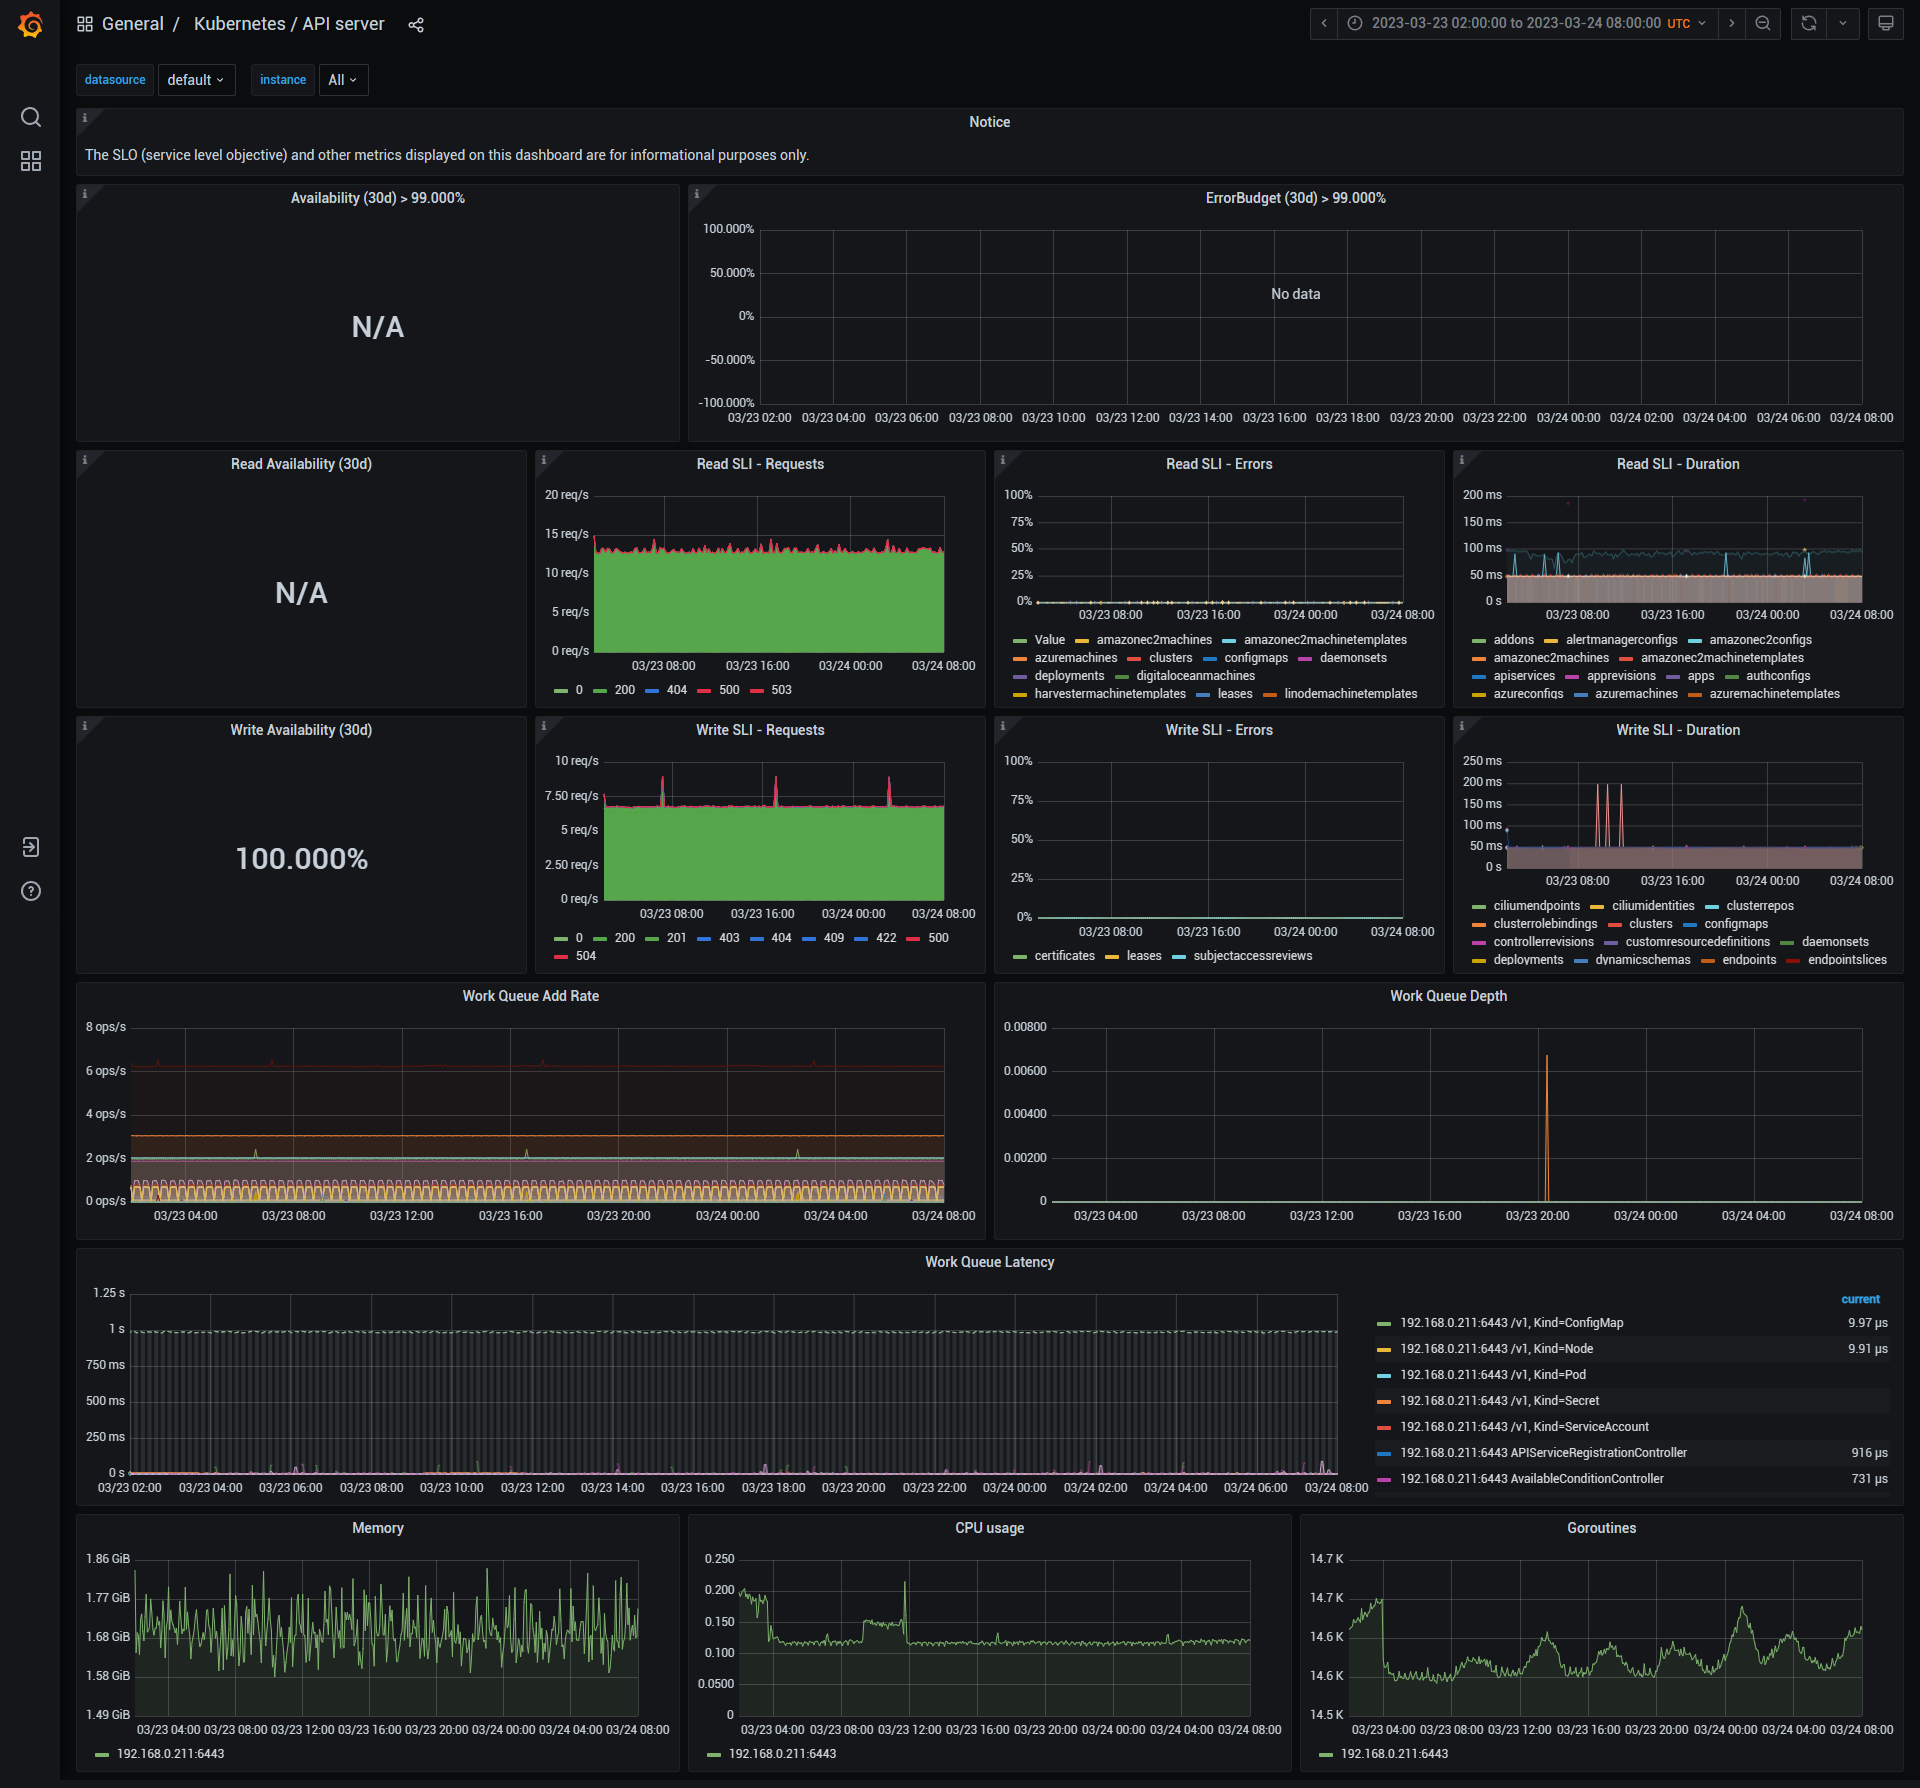 General / Kubernetes / API server
2023-03-23 02:00:00 to 2023-03-24 08:00:00 UTC
datasource default instance All
Notice
The SLO (service level objective) and other metrics displayed on this dashboard are for informational purposes only.
Availability (30d) > 99.000%
N/A
ErrorBudget (30d) > 99.000%
100.000%
50.000%
No data
0%
-50.000%
-100.000%
03/23 02:00 03/23 04:00 03/23 06:00 03/23 08:00 03/23 10:00 03/23 12:00 03/23 14:00 03/23 16:00 03/23 18:00 03/23 20:00 03/23 22:00 03/24 00:00 03/24 02:00 03/24 04:00 03/24 06:00 03/24 08:00
Read Availability (30d)
N/A
Read SLI - Requests
20 req/s
15 req/s
10 req/s
5 req/s
0 req/s
03/23 08:00 03/23 16:00 03/24 00:00 03/24 08:00
0 200 404 500 503
Read SLI - Errors
100%
75%
50%
25%
0%
03/23 08:00 03/23 16:00 03/24 00:00 03/24 08:00
Value amazonec2machines amazonec2machinetemplates
azuremachines clusters configmaps daemonsets
deployments digitaloceanmachines
harvestermachinetemplates leases linodemachinetemplates
Read SLI - Duration
200 ms
150 ms
100 ms
50 ms
0 s
03/23 08:00 03/23 16:00 03/24 00:00 03/24 08:00
addons alertmanagerconfigs amazonec2configs
amazonec2machines amazonec2machinetemplates
apiservices apprevisions apps authconfigs
azureconfigs azuremachines azuremachinetemplates
Write Availability (30d)
100.000%
Write SLI - Requests
10 req/s
7.50 req/s
5 req/s
2.50 req/s
0 req/s
03/23 08:00 03/23 16:00 03/24 00:00 03/24 08:00
0 200 201 403 404 409 422 500
504
Write SLI - Errors
100%
75%
50%
25%
0%
03/23 08:00 03/23 16:00 03/24 00:00 03/24 08:00
certificates leases subjectaccessreviews
Write SLI - Duration
250 ms
200 ms
150 ms
100 ms
50 ms
0 s
03/23 08:00 03/23 16:00 03/24 00:00 03/24 08:00
ciliumendpoints ciliumidentities clusterrepos
clusterrolebindings clusters configmaps
controllerrevisions customresourcedefinitions daemonsets
deployments dynamicschemas endpoints endpointslices
Work Queue Add Rate
8 ops/s
6 ops/s
4 ops/s
2 ops/s
0 ops/s
03/23 04:00 03/23 08:00 03/23 12:00 03/23 16:00 03/23 20:00 03/24 00:00 03/24 04:00 03/24 08:00
Work Queue Depth
0.00800
0.00600
0.00400
0.00200
0
03/23 04:00 03/23 08:00 03/23 12:00 03/23 16:00 03/23 20:00 03/24 00:00 03/24 04:00 03/24 08:00
Work Queue Latency
1.25 s
1 s
750 ms
500 ms
250 ms
0 s
03/23 02:00 03/23 04:00 03/23 06:00 03/23 08:00 03/23 10:00 03/23 12:00 03/23 14:00 03/23 16:00 03/23 18:00 03/23 20:00 03/23 22:00 03/24 00:00 03/24 02:00 03/24 04:00 03/24 06:00 03/24 08:00
current
192.168.0.211:6443 /v1, Kind=ConfigMap 9.97 µs
192.168.0.211:6443 /v1, Kind=Node 9.91 µs
192.168.0.211:6443 /v1, Kind=Pod
192.168.0.211:6443 /v1, Kind=Secret
192.168.0.211:6443 /v1, Kind=ServiceAccount
192.168.0.211:6443 APIServiceRegistrationController 916 µs
192.168.0.211:6443 AvailableConditionController 731 µs
Memory
1.86 GiB
1.77 GiB
1.68 GiB
1.58 GiB
1.49 GiB
03/23 04:00 03/23 08:00 03/23 12:00 03/23 16:00 03/23 20:00 03/24 00:00 03/24 04:00 03/24 08:00
192.168.0.211:6443
CPU usage
0.250
0.200
0.150
0.100
0.0500
0
03/23 04:00 03/23 08:00 03/23 12:00 03/23 16:00 03/23 20:00 03/24 00:00 03/24 04:00 03/24 08:00
192.168.0.211:6443
Goroutines
14.7 K
14.7 K
14.6 K
14.6 K
14.5 K
03/23 04:00 03/23 08:00 03/23 12:00 03/23 16:00 03/23 20:00 03/24 00:00 03/24 04:00 03/24 08:00
192.168.0.211:6443